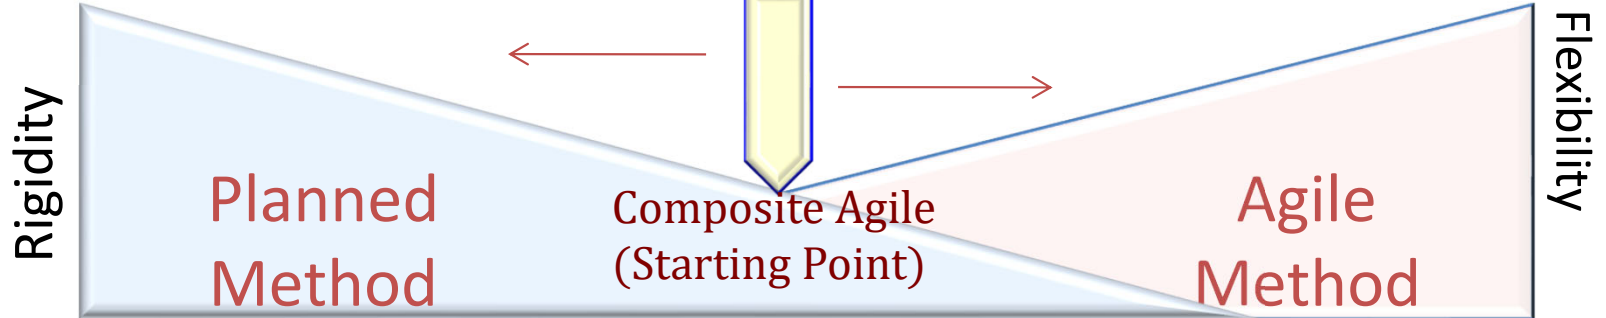 Rigidity
Planned
Method
Composite Agile
(Starting Point)
Agile
Method
Flexibility